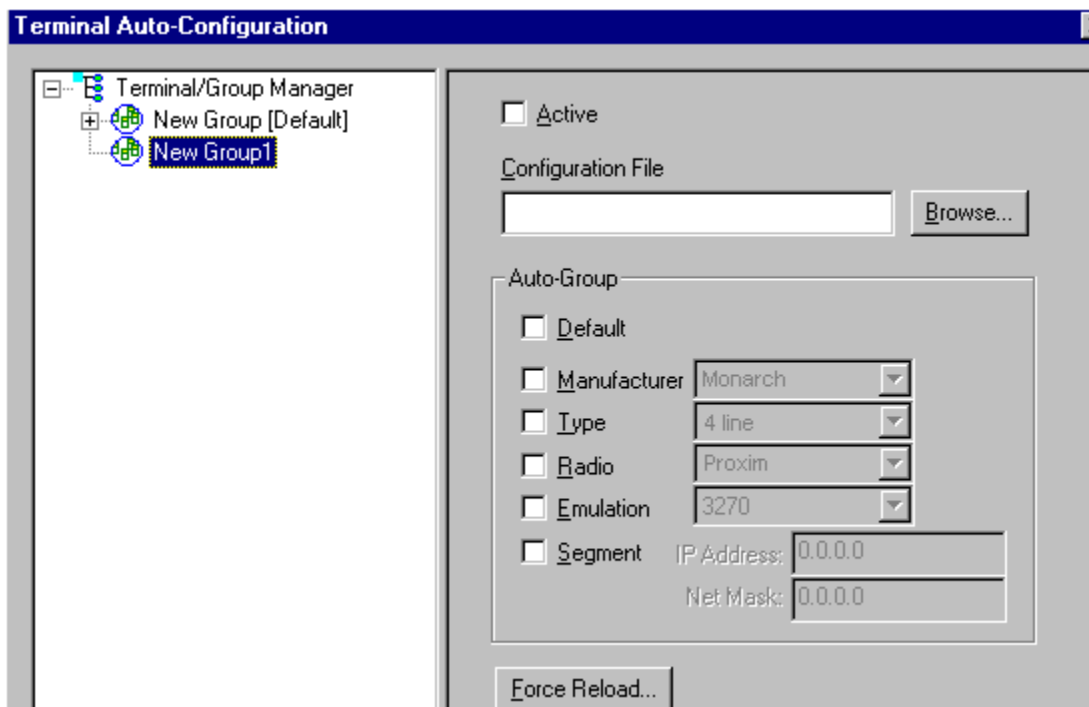 Terminal Auto-Configuration
Terminal/Group Manager
New Group [Default]
New Group1
Active
Configuration File
Browse...
Auto-Group
Default
Manufacturer Monarch
Type 4 line
Radio Proxim
Emulation 3270
Segment IP Address: 0.0.0.0
Net Mask: 0.0.0.0
Force Reload...